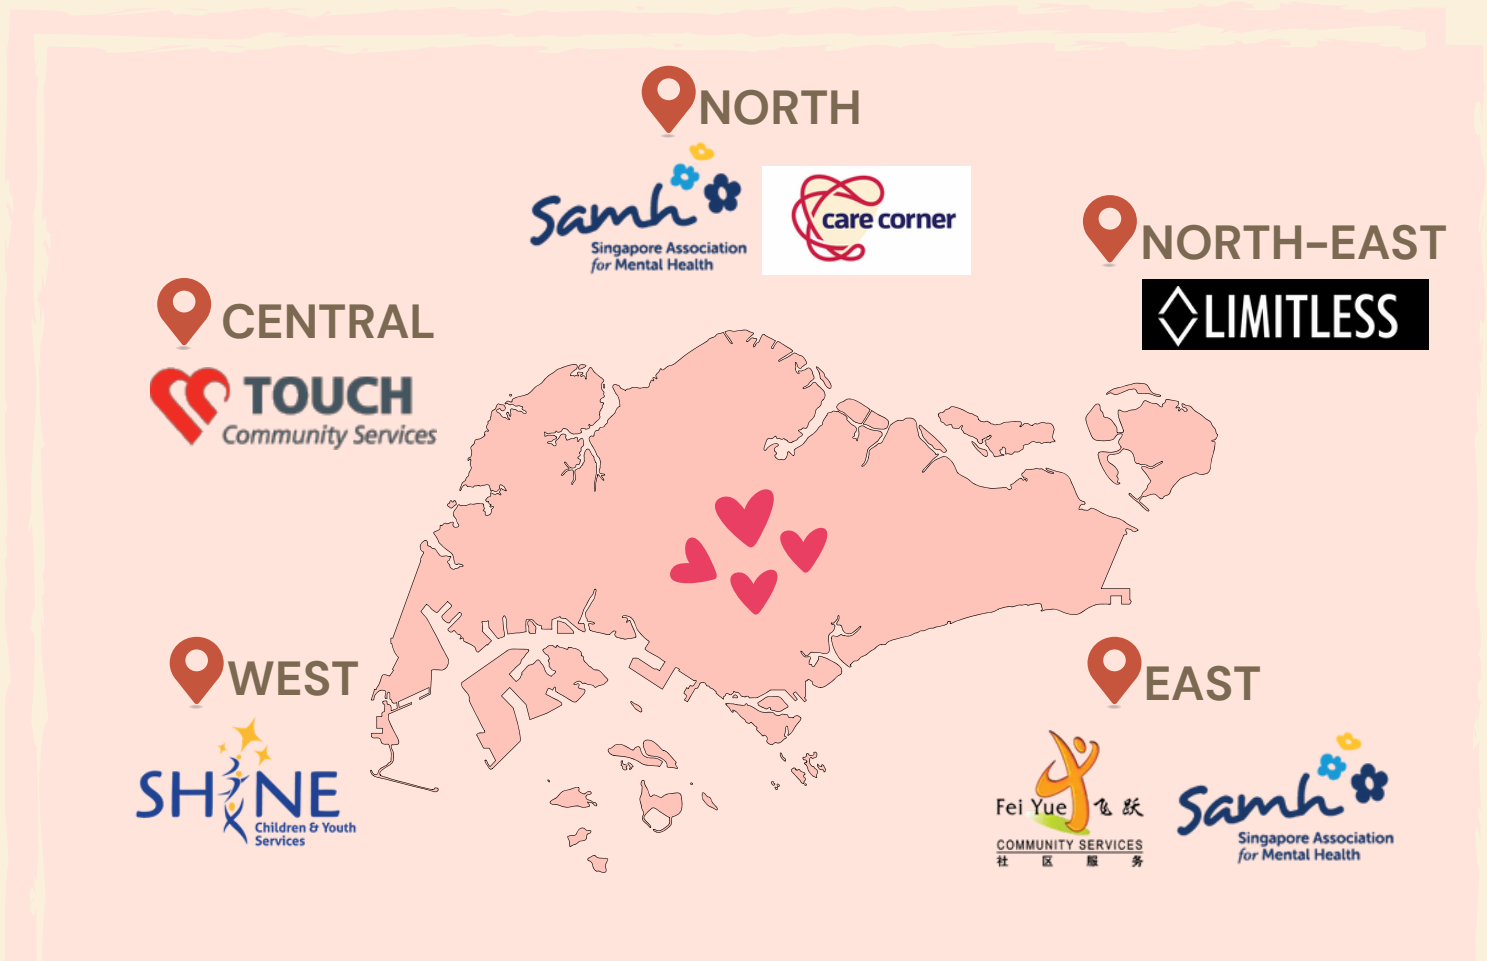 NORTH
samh
Singapore Association
for Mental Health
care corner
NORTH-EAST
LIMITLESS
CENTRAL
TOUCH
Community Services
WEST
SHINE
Children & Youth
Services
EAST
Fei Yue 飞跃
COMMUNITY SERVICES
社区服务
samh
Singapore Association
for Mental Health